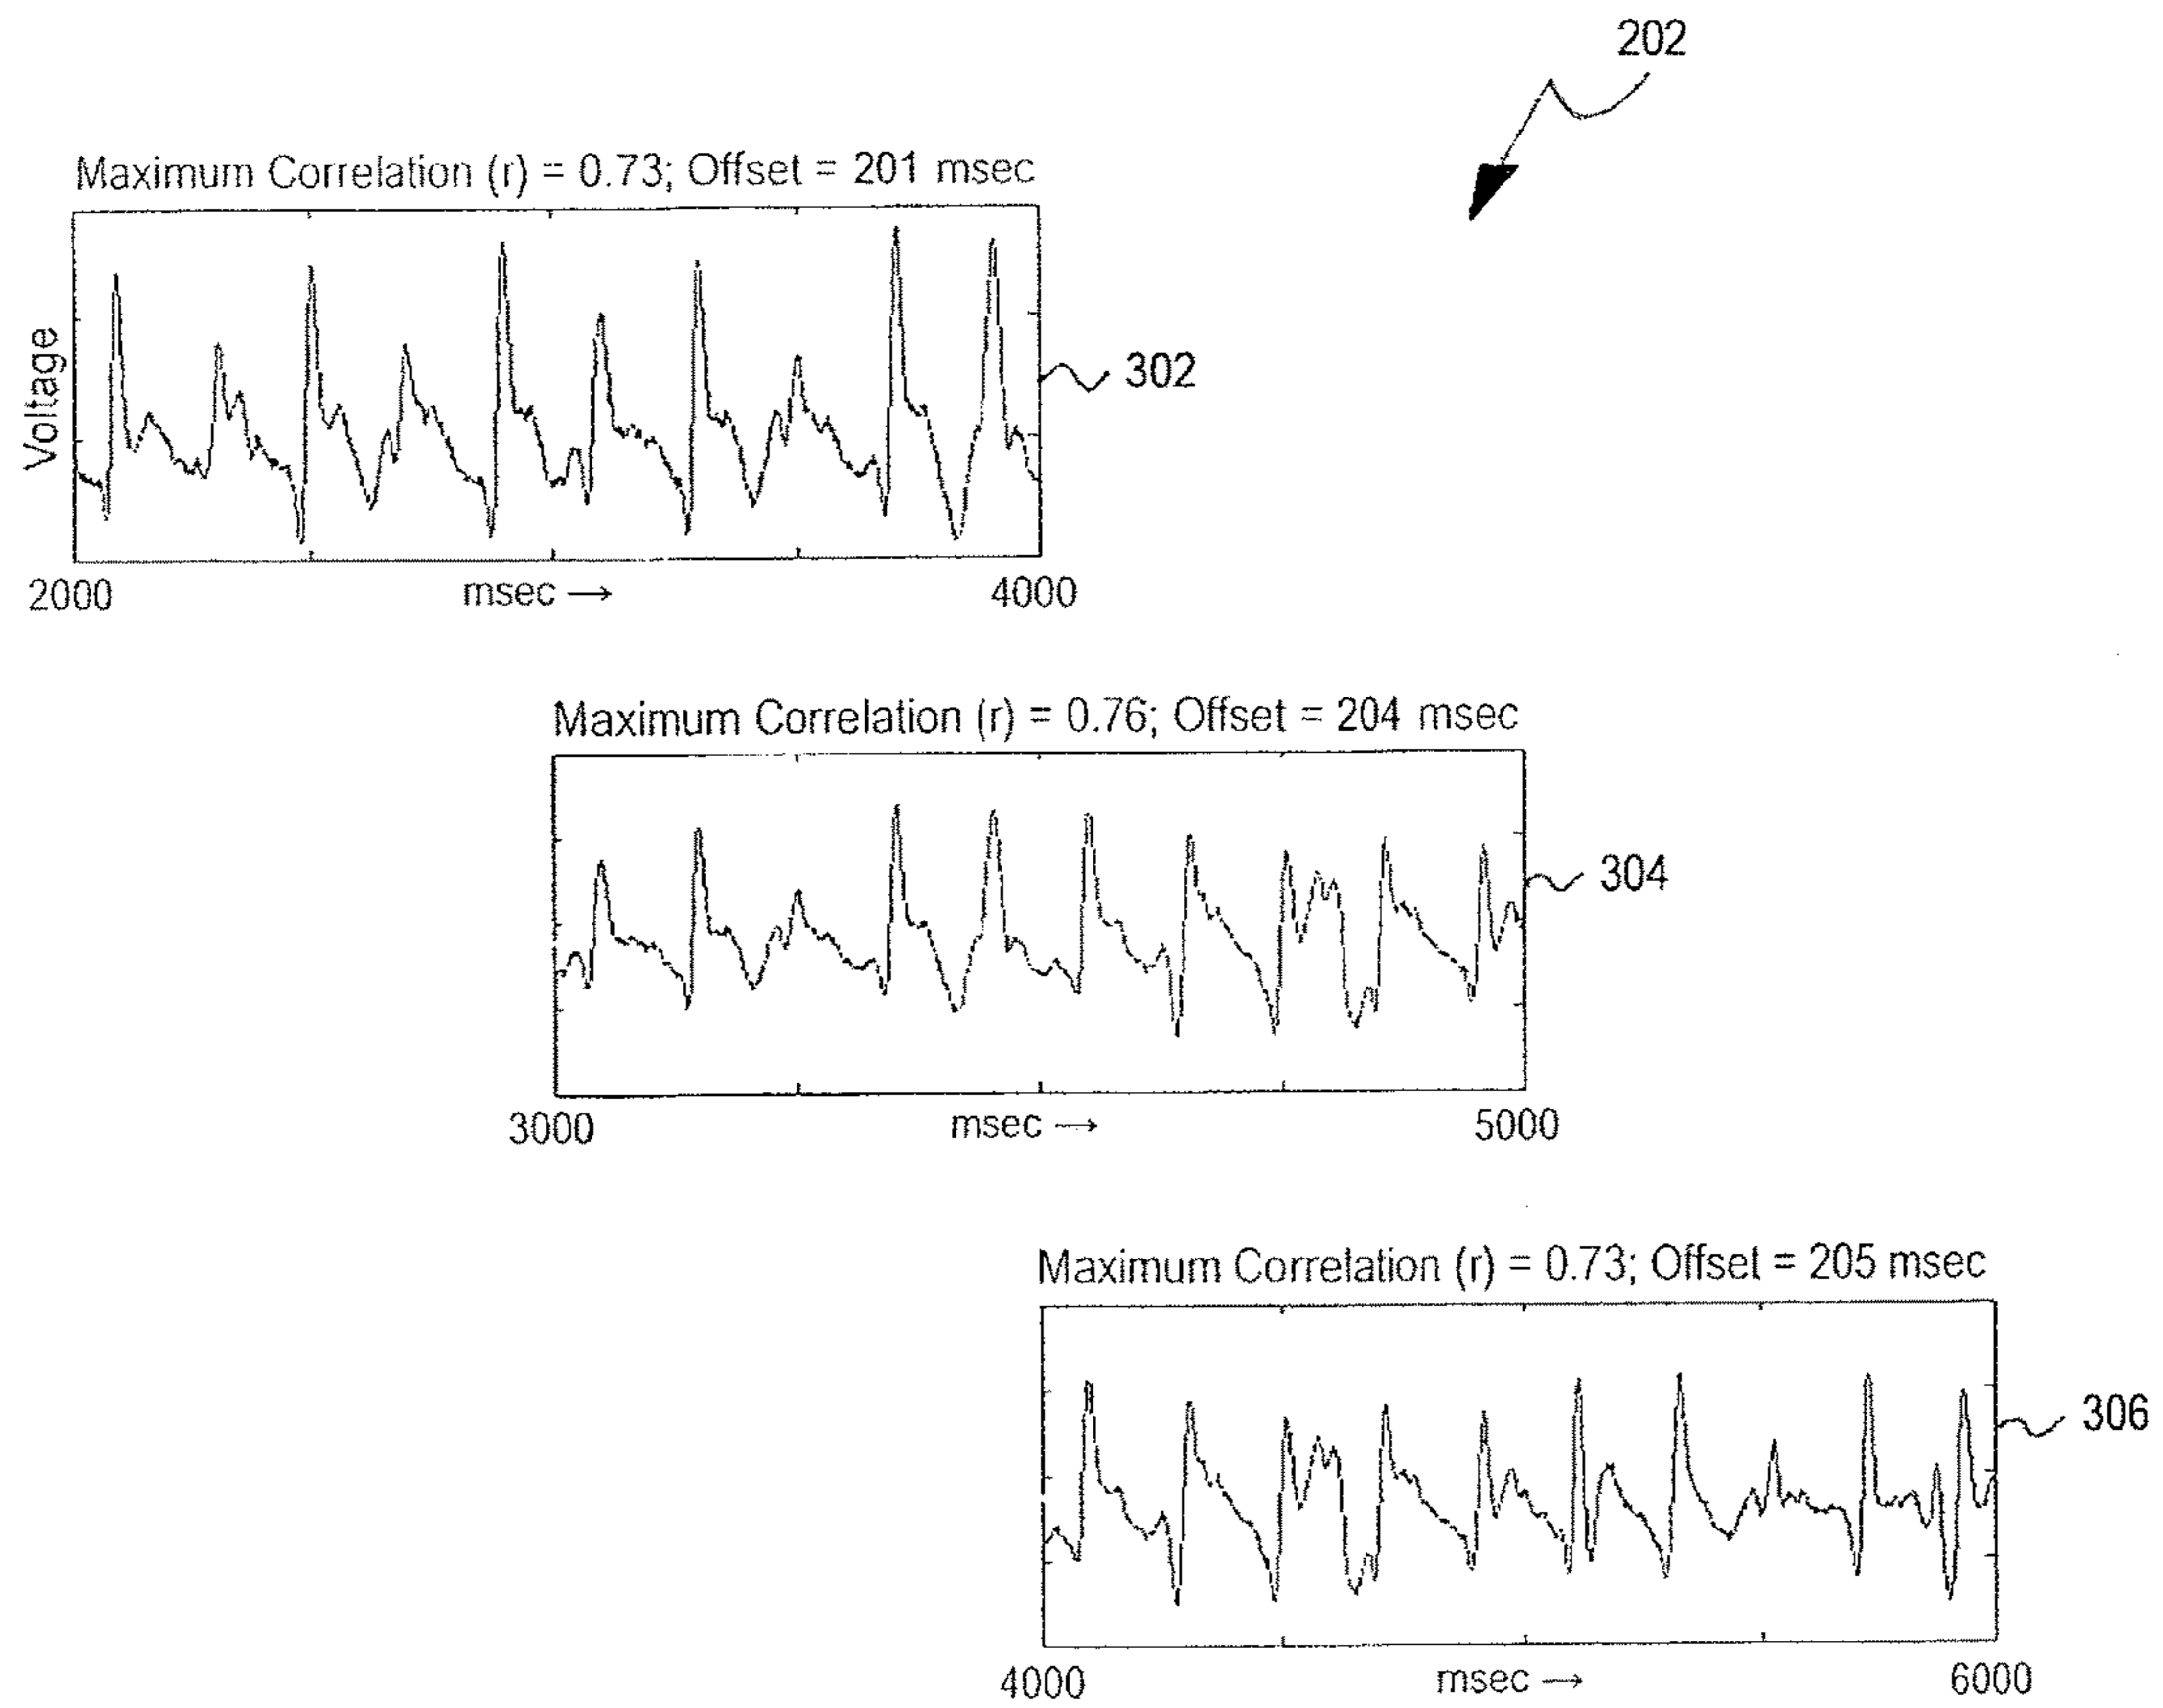 202
Maximum Correlation (r) = 0.73; Offset = 201 msec
Voltage
302
2000 msec → 4000
Maximum Correlation (r) = 0.76; Offset = 204 msec
304
3000 msec → 5000
Maximum Correlation (r) = 0.73; Offset = 205 msec
306
4000 msec → 6000